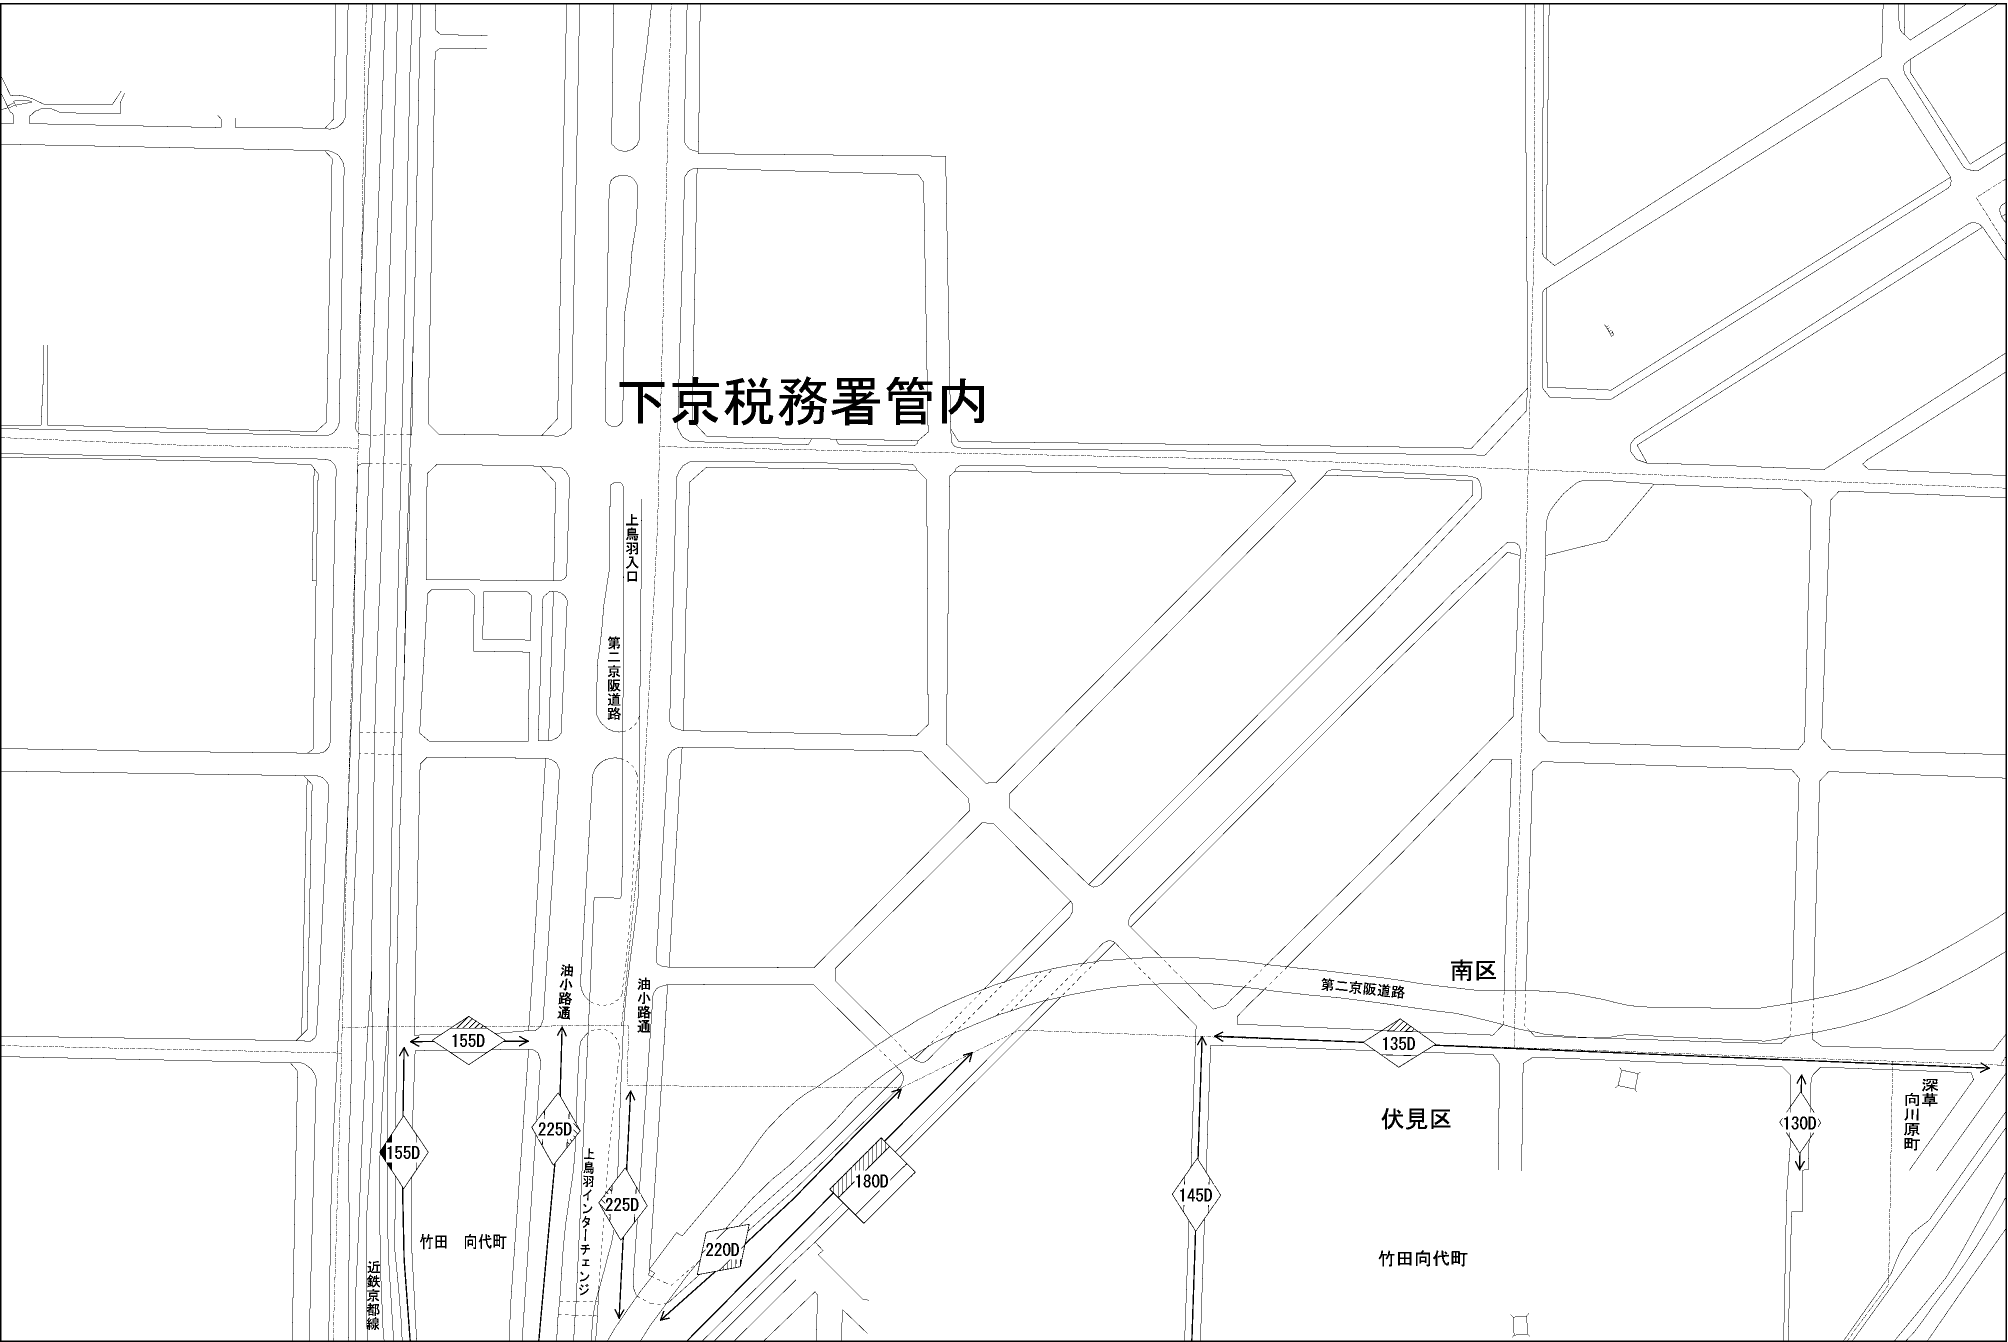 下京税務署管内
上鳥羽入口
第二京阪道路
油小路通
油小路通
南区
第二京阪道路
155D
135D
155D
225D
225D
180D
145D
130D
220D
伏見区
深草
向川原町
上鳥羽インターチェンジ
竹田 向代町
竹田向代町
近鉄京都線